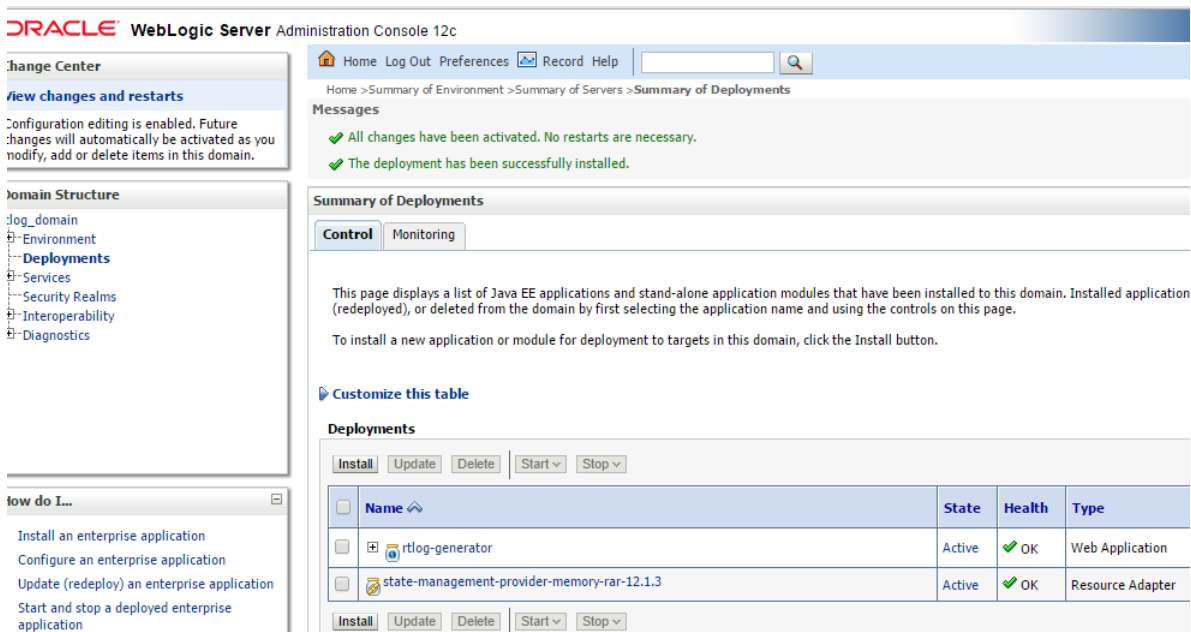 ORACLE WebLogic Server Administration Console 12c
Change Center
View changes and restarts
Configuration editing is enabled. Future
changes will automatically be activated as you
modify, add or delete items in this domain.
Domain Structure
tlog_domain
Environment
Deployments
Services
Security Realms
Interoperability
Diagnostics
How do I...
Install an enterprise application
Configure an enterprise application
Update (redeploy) an enterprise application
Start and stop a deployed enterprise
application
Home Log Out Preferences Record Help
Home >Summary of Environment >Summary of Servers >Summary of Deployments
Messages
All changes have been activated. No restarts are necessary.
The deployment has been successfully installed.
Summary of Deployments
Control Monitoring
This page displays a list of Java EE applications and stand-alone application modules that have been installed to this domain. Installed application
(redeployed), or deleted from the domain by first selecting the application name and using the controls on this page.
To install a new application or module for deployment to targets in this domain, click the Install button.
Customize this table
Deployments
Install Update Delete Start Stop
Name State Health Type
rtlog-generator Active OK Web Application
state-management-provider-memory-rar-12.1.3 Active OK Resource Adapter
Install Update Delete Start Stop